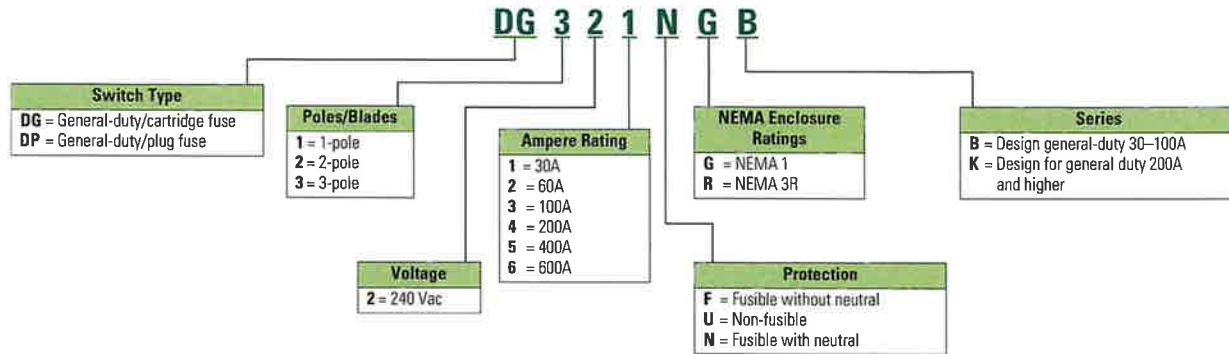 DG 3 2 1 N G B
Switch Type
DG = General-duty/cartridge fuse
DP = General-duty/plug fuse
Poles/Blades
1 = 1-pole
2 = 2-pole
3 = 3-pole
Voltage
2 = 240 Vac
Ampere Rating
1 = 30A
2 = 60A
3 = 100A
4 = 200A
5 = 400A
6 = 600A
NEMA Enclosure
Ratings
G = NEMA 1
R = NEMA 3R
Protection
F = Fusible without neutral
U = Non-fusible
N = Fusible with neutral
Series
B = Design general-duty 30–100A
K = Design for general duty 200A
and higher